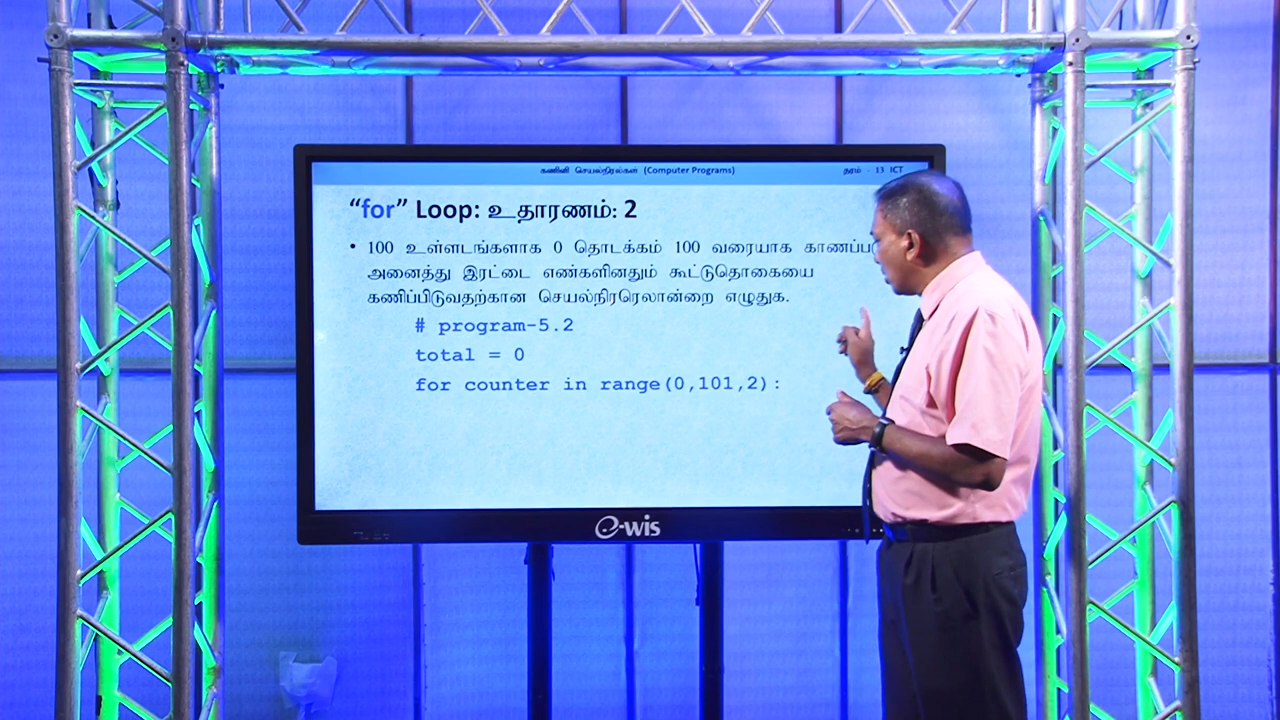 கணினி செயல்நிரல்கள் (Computer Programs) தரம் - 13 ICT
“for” Loop: உதாரணம்: 2
• 100 உள்ளடங்களாக 0 தொடக்கம் 100 வரையாக
அனைத்து இரட்டை எண்களினதும் கூட்டுதொகையை
கணிப்பிடுவதற்கான செயல்நிரரெலான்றை எழுதுக.
# program-5.2
total = 0
for counter in range(0,101,2):
e-wis